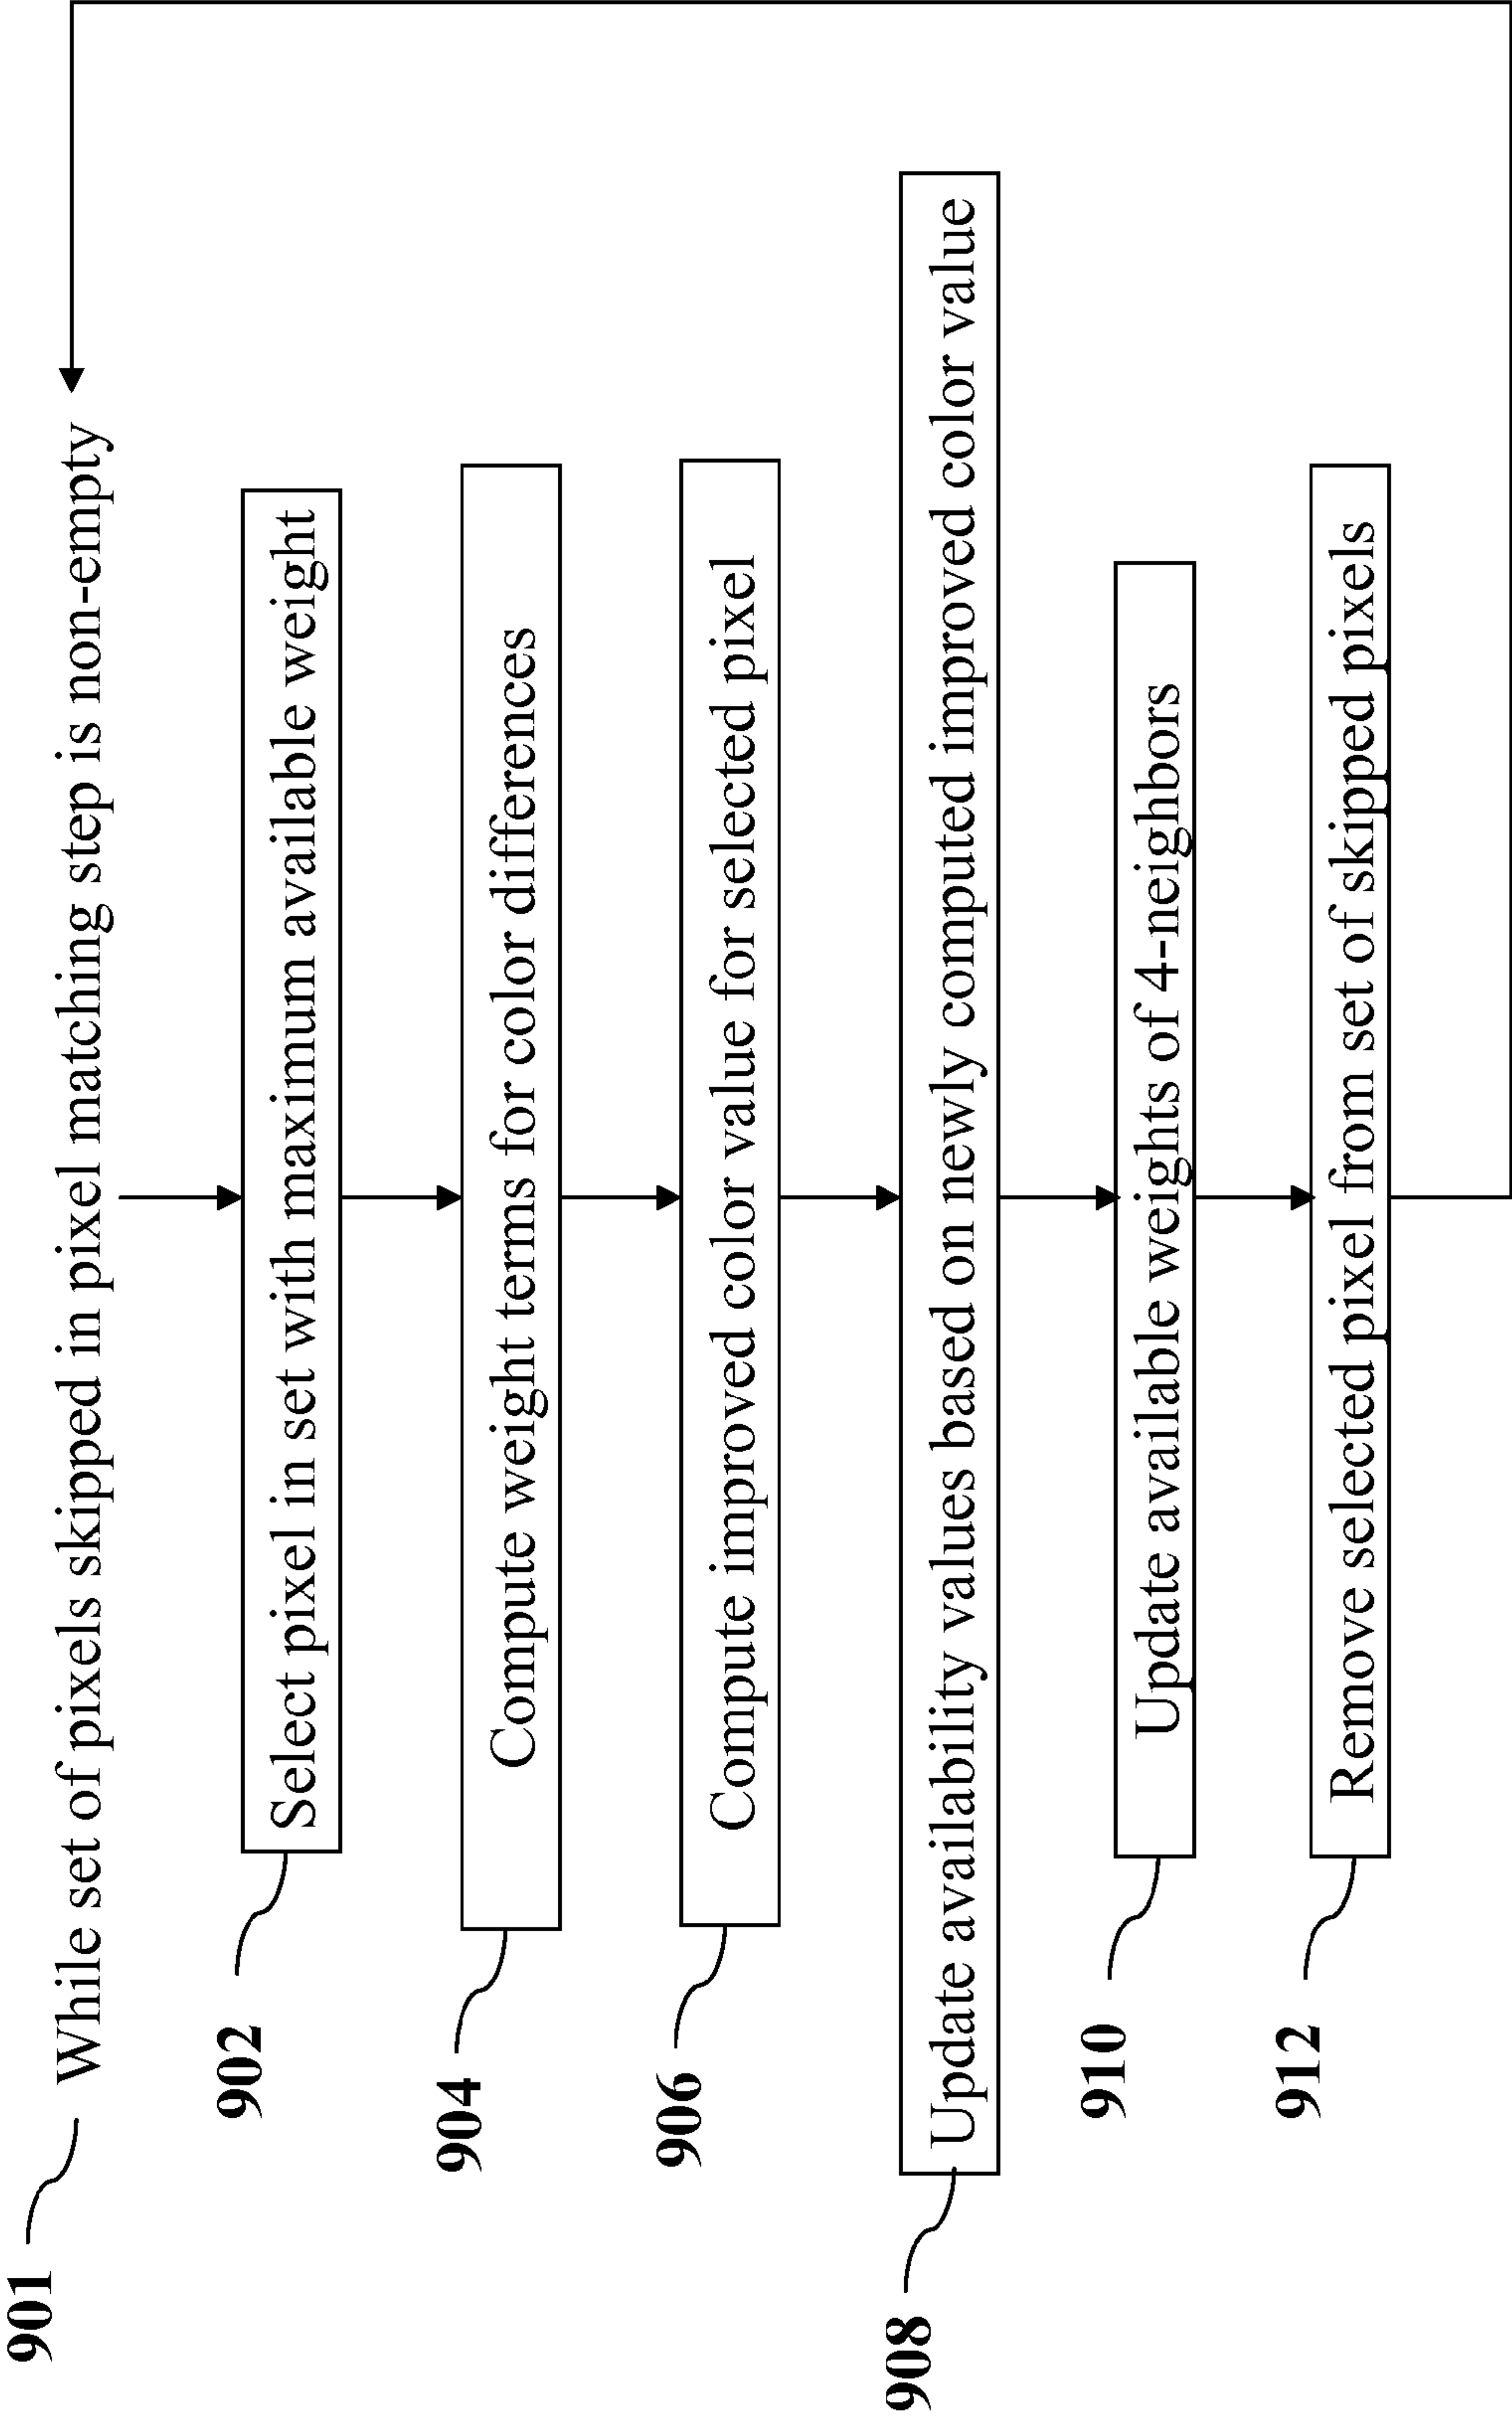 901 While set of pixels skipped in pixel matching step is non-empty
902 Select pixel in set with maximum available weight
904 Compute weight terms for color differences
906 Compute improved color value for selected pixel
908 Update availability values based on newly computed improved color value
910 Update available weights of 4-neighbors
912 Remove selected pixel from set of skipped pixels